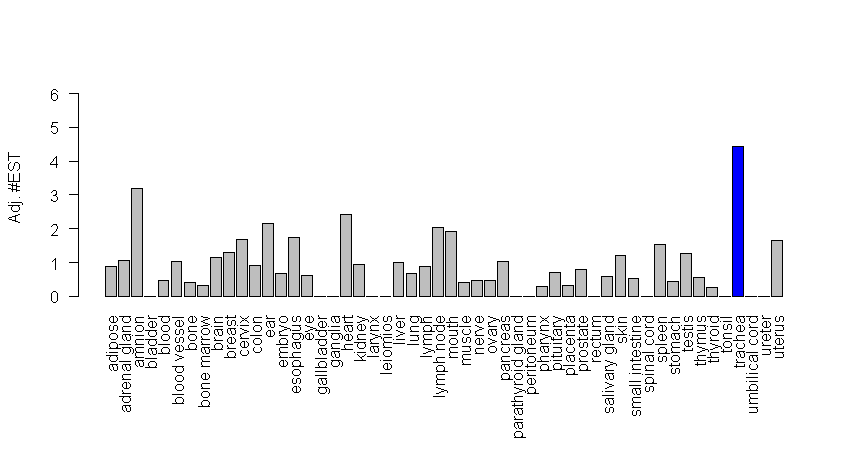 Adj. #EST
6
5
4
3
2
1
0
adipose
adrenal gland
amnion
bladder
blood
blood vessel
bone
bone marrow
brain
breast
cervix
colon
ear
embryo
esophagus
eye
gallbladder
ganglia
heart
kidney
larynx
leiomios
liver
lung
lymph
lymph node
mouth
muscle
nerve
ovary
pancreas
parathyroid gland
peritoneum
pharynx
pituitary
placenta
prostate
rectum
salivary gland
skin
small intestine
spinal cord
spleen
stomach
testis
thymus
thyroid
tonsil
trachea
umbilical cord
ureter
uterus